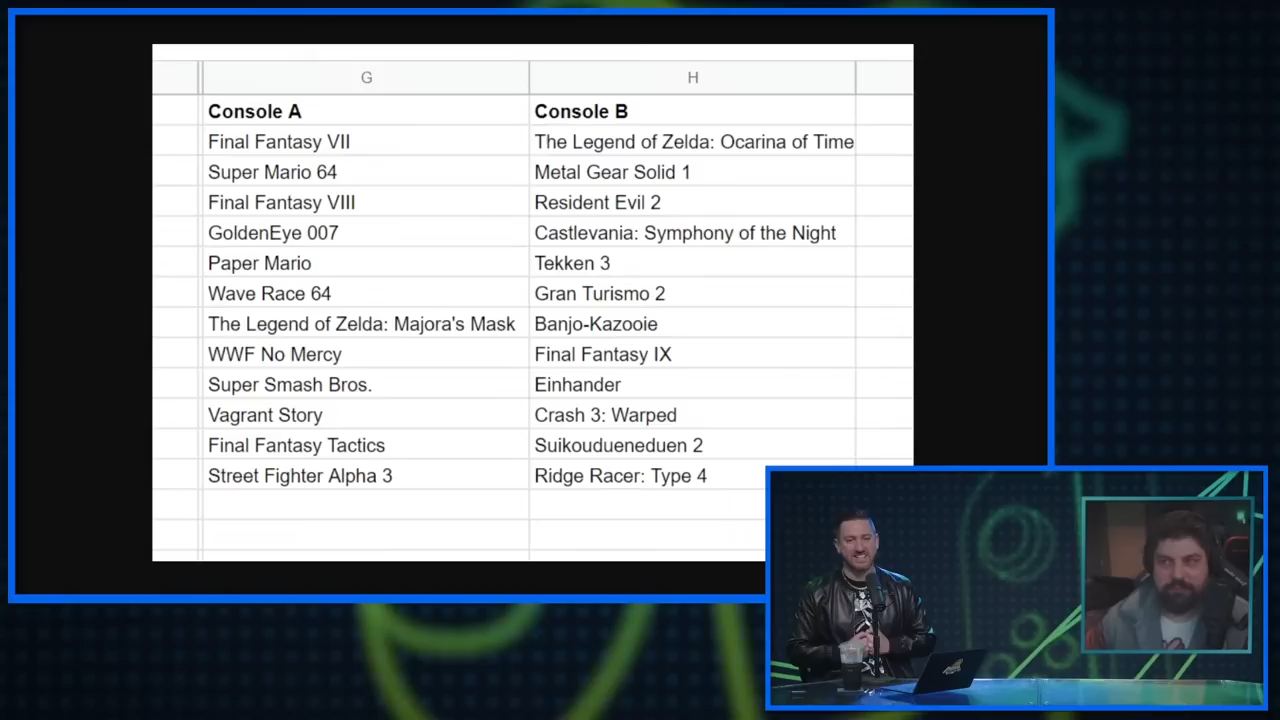 G H
Console A Console B
Final Fantasy VII The Legend of Zelda: Ocarina of Time
Super Mario 64 Metal Gear Solid 1
Final Fantasy VIII Resident Evil 2
GoldenEye 007 Castlevania: Symphony of the Night
Paper Mario Tekken 3
Wave Race 64 Gran Turismo 2
The Legend of Zelda: Majora's Mask Banjo-Kazooie
WWF No Mercy Final Fantasy IX
Super Smash Bros. Einhander
Vagrant Story Crash 3: Warped
Final Fantasy Tactics Suikoudueneduen 2
Street Fighter Alpha 3 Ridge Racer: Type 4